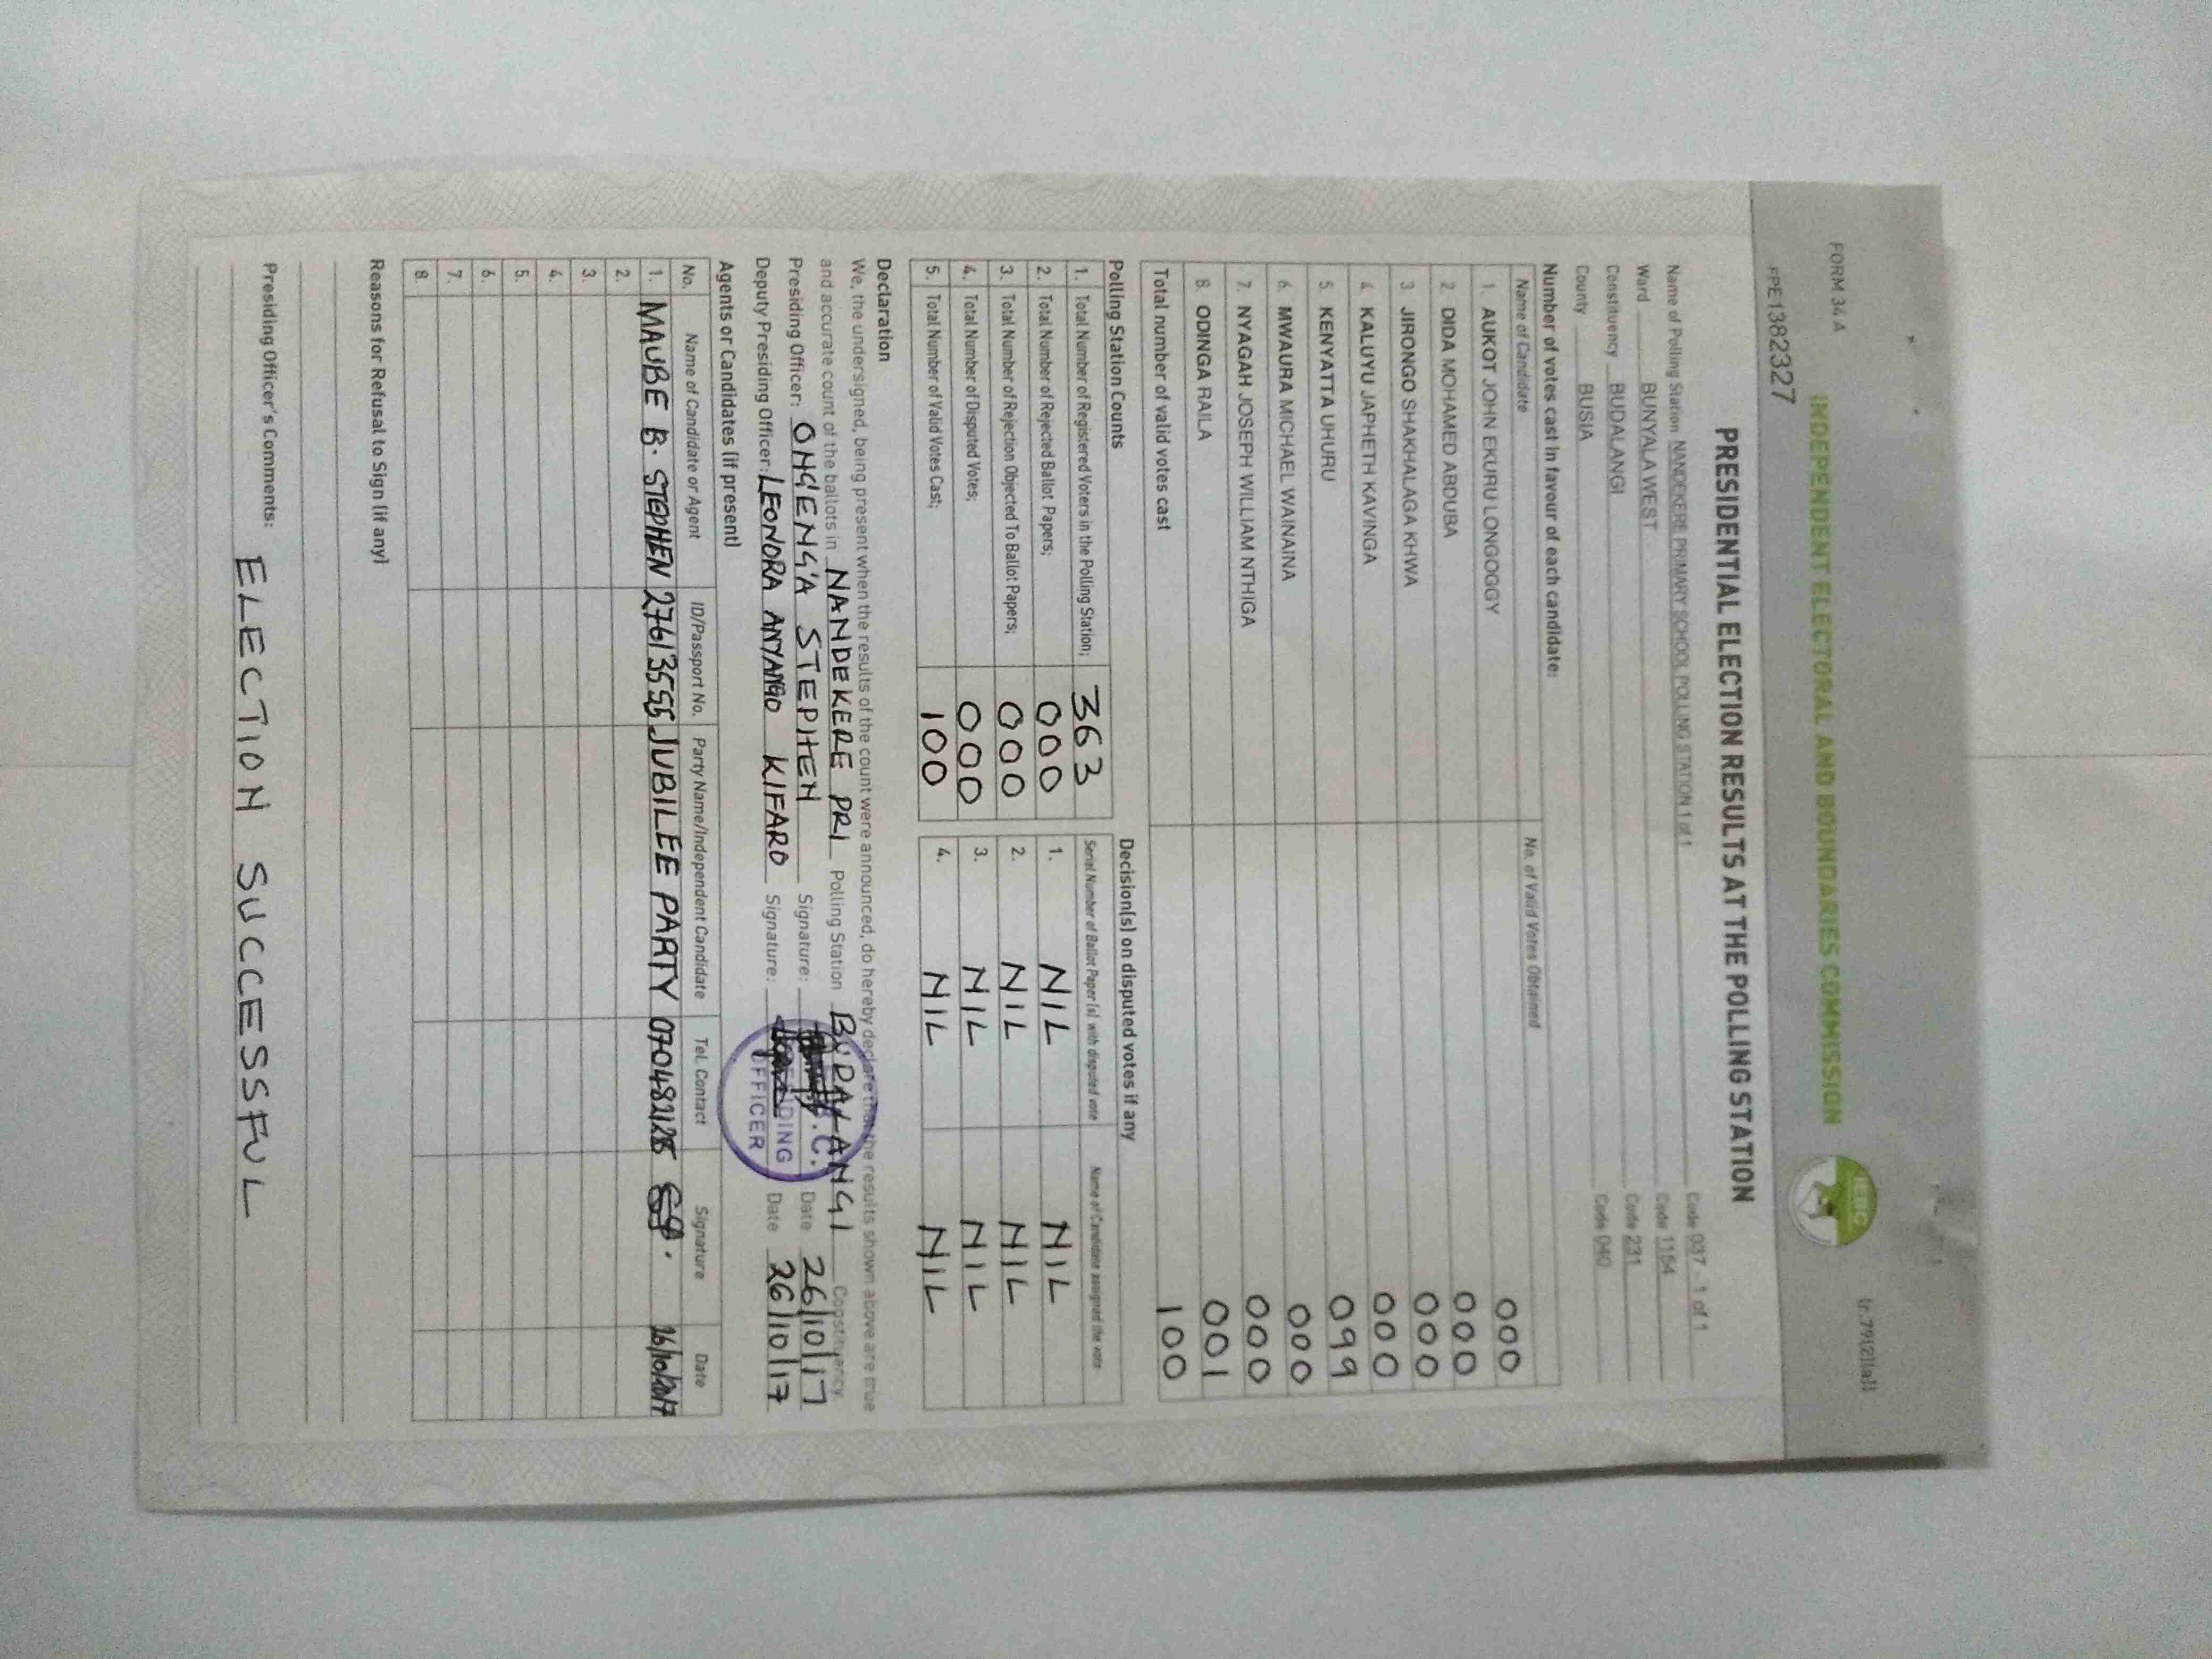 FORM 34A
(r.79(2)(a))
INDEPENDENT ELECTORAL AND BOUNDARIES COMMISSION
IEBC
PPE1382327
PRESIDENTIAL ELECTION RESULTS AT THE POLLING STATION
Name of Polling Station NANDEKERE PRIMARY SCHOOL POLLING STATION 1 of 1 Code 037 - 1 of 1
Ward BUNYALA WEST Code 1154
Constituency BUDALANGI Code 231
County BUSIA Code 040
Number of votes cast in favour of each candidate:
Name of Candidate No. of Valid Votes Obtained
1. AUKOT JOHN EKURU LONGOGGY 000
2. DIDA MOHAMED ABDUBA 000
3 JIRONGO SHAKHALAGA KHWA 000
4. KALUYU JAPHETH KAVINGA 000
5. KENYATTA UHURU 099
6. MWAURA MICHAEL WAINAINA 000
7. NYAGAH JOSEPH WILLIAM NTHIGA 000
8. ODINGA RAILA 001
Total number of valid votes cast 100
Polling Station Counts
1. Total Number of Registered Voters in the Polling Station; 363
2. Total Number of Rejected Ballot Papers; 000
3. Total Number of Rejection Objected To Ballot Papers; 000
4. Total Number of Disputed Votes; 000
5. Total Number of Valid Votes Cast; 100
Decision(s) on disputed votes if any
Serial Number of Ballot Paper (s) with disputed vote Name of Candidate assigned the vote
1. NIL NIL
2. NIL NIL
3. NIL NIL
4. NIL NIL
Declaration
We, the undersigned, being present when the results of the count were announced, do hereby declare that the results shown above are true
and accurate count of the ballots in NANDEKERE PRI Polling Station BUDALANGI Constituency.
Presiding Officer: ONGENG'A STEPHEN Signature: Date 26/10/17
Deputy Presiding Officer: LEONORA ANYANGO KIFARO Signature: Date 26/10/17
OFFICER
Agents or Candidates (if present)
No. Name of Candidate or Agent ID/Passport No. Party Name/Independent Candidate Tel. Contact Signature Date
1. MAUBE B. STEPHEN 27613555 JUBILEE PARTY 26/10/2017
2.
3.
4.
5.
6.
7.
8.
Reasons for Refusal to Sign (if any)
Presiding Officer's Comments: ELECTION SUCCESSFUL